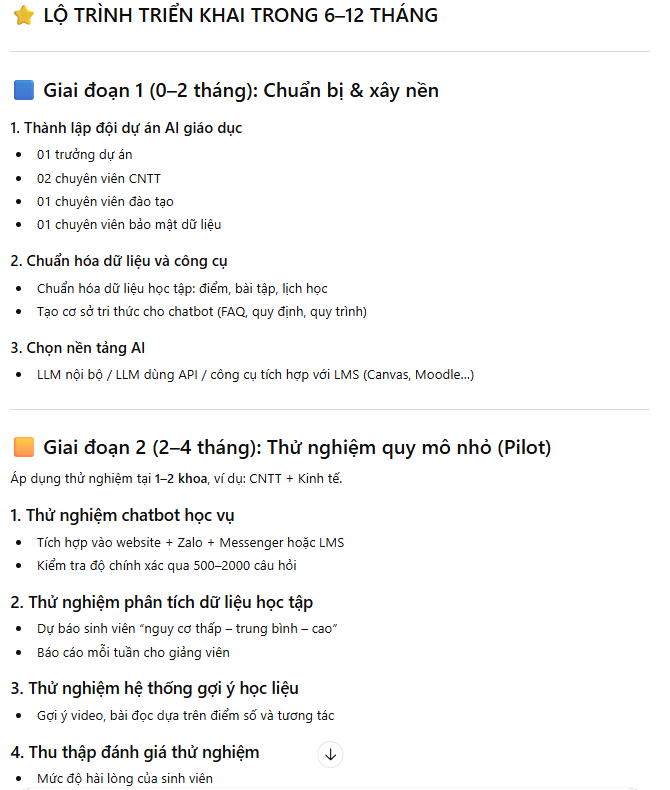 LỘ TRÌNH TRIỂN KHAI TRONG 6–12 THÁNG
Giai đoạn 1 (0–2 tháng): Chuẩn bị & xây nền
1. Thành lập đội dự án AI giáo dục
• 01 trưởng dự án
• 02 chuyên viên CNTT
• 01 chuyên viên đào tạo
• 01 chuyên viên bảo mật dữ liệu
2. Chuẩn hóa dữ liệu và công cụ
• Chuẩn hóa dữ liệu học tập: điểm, bài tập, lịch học
• Tạo cơ sở tri thức cho chatbot (FAQ, quy định, quy trình)
3. Chọn nền tảng AI
• LLM nội bộ / LLM dùng API / công cụ tích hợp với LMS (Canvas, Moodle...)
Giai đoạn 2 (2–4 tháng): Thử nghiệm quy mô nhỏ (Pilot)
Áp dụng thử nghiệm tại 1–2 khoa, ví dụ: CNTT + Kinh tế.
1. Thử nghiệm chatbot học vụ
• Tích hợp vào website + Zalo + Messenger hoặc LMS
• Kiểm tra độ chính xác qua 500–2000 câu hỏi
2. Thử nghiệm phân tích dữ liệu học tập
• Dự báo sinh viên “nguy cơ thấp – trung bình – cao”
• Báo cáo mỗi tuần cho giảng viên
3. Thử nghiệm hệ thống gợi ý học liệu
• Gợi ý video, bài đọc dựa trên điểm số và tương tác
4. Thu thập đánh giá thử nghiệm
• Mức độ hài lòng của sinh viên